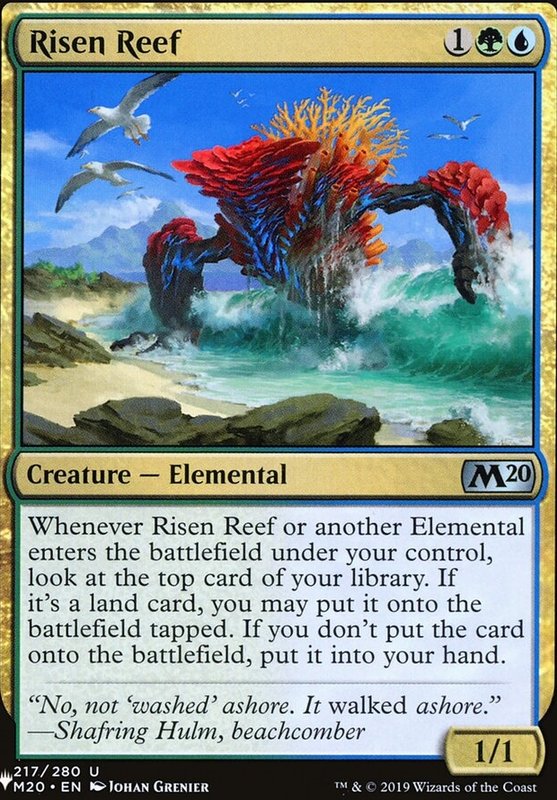 Risen Reef 1
Creature — Elemental M20
Whenever Risen Reef or another Elemental
enters the battlefield under your control,
look at the top card of your library. If
it's a land card, you may put it onto the
battlefield tapped. If you don't put the card
onto the battlefield, put it into your hand.
“No, not ‘washed’ ashore. It walked ashore.”
—Shafring Hulm, beachcomber
1/1
217/280 U
M20 • EN Johan Grenier
™ & © 2019 Wizards of the Coast